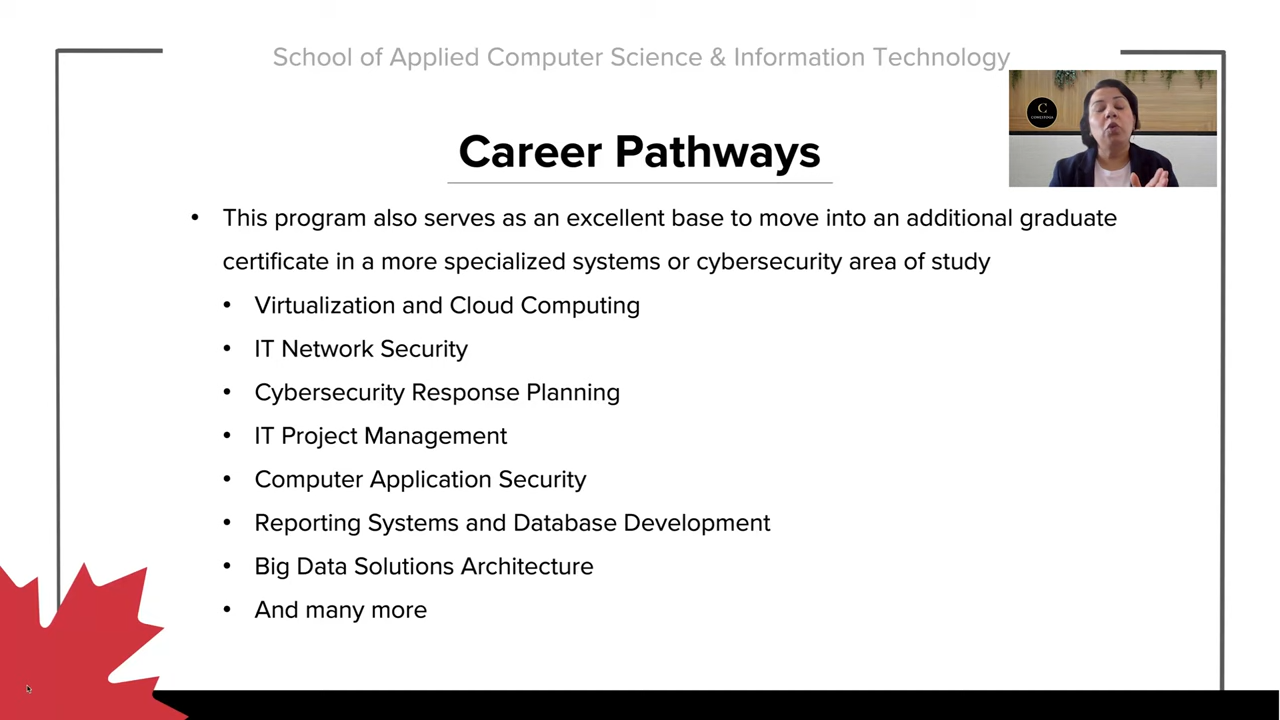 School of Applied Computer Science & Information Technology
C
CONESTOGA
Career Pathways
• This program also serves as an excellent base to move into an additional graduate
certificate in a more specialized systems or cybersecurity area of study
• Virtualization and Cloud Computing
• IT Network Security
• Cybersecurity Response Planning
• IT Project Management
• Computer Application Security
• Reporting Systems and Database Development
• Big Data Solutions Architecture
• And many more